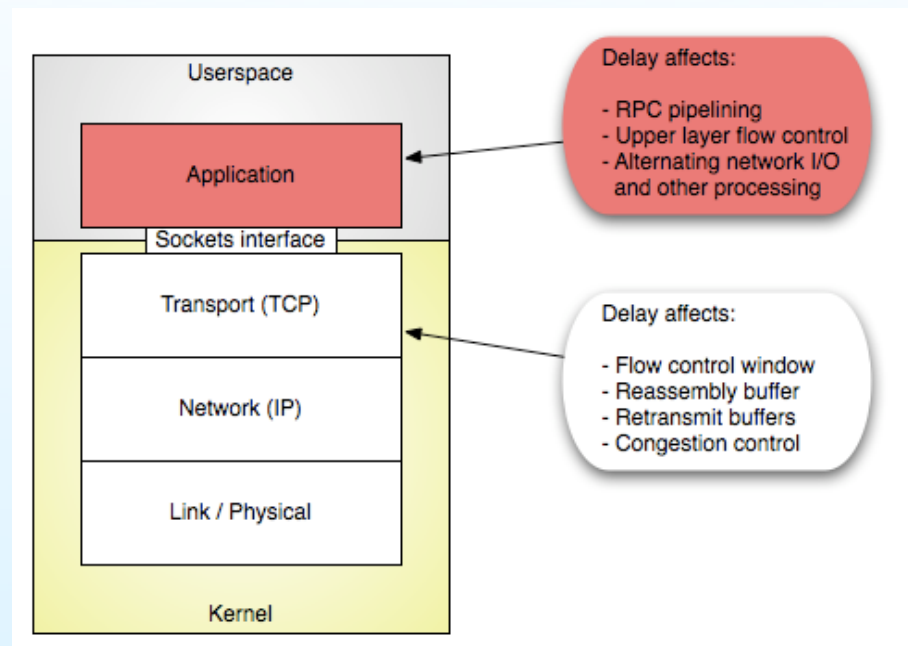 Userspace
Application
Sockets interface
Transport (TCP)
Network (IP)
Link / Physical
Kernel
Delay affects:
- RPC pipelining
- Upper layer flow control
- Alternating network I/O
and other processing
Delay affects:
- Flow control window
- Reassembly buffer
- Retransmit buffers
- Congestion control